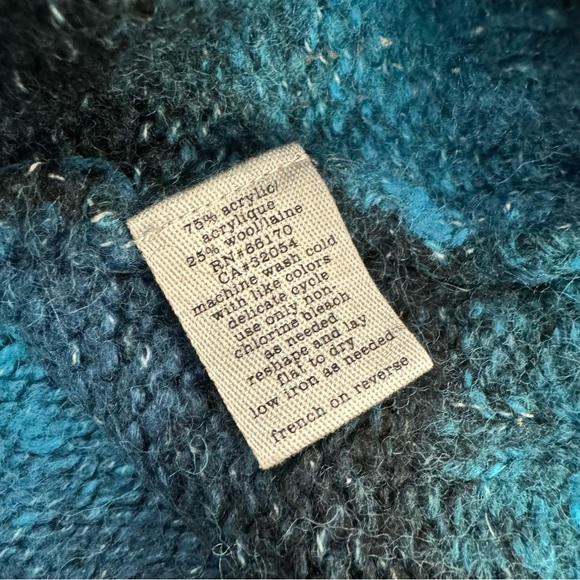 75% acrylic/
acrylique
25% wool/laine
RN#66170
CA#32054
machine wash cold
with like colors
delicate cycle
use only non-
chlorine bleach
as needed
reshape and lay
flat to dry
low iron as needed
french on reverse